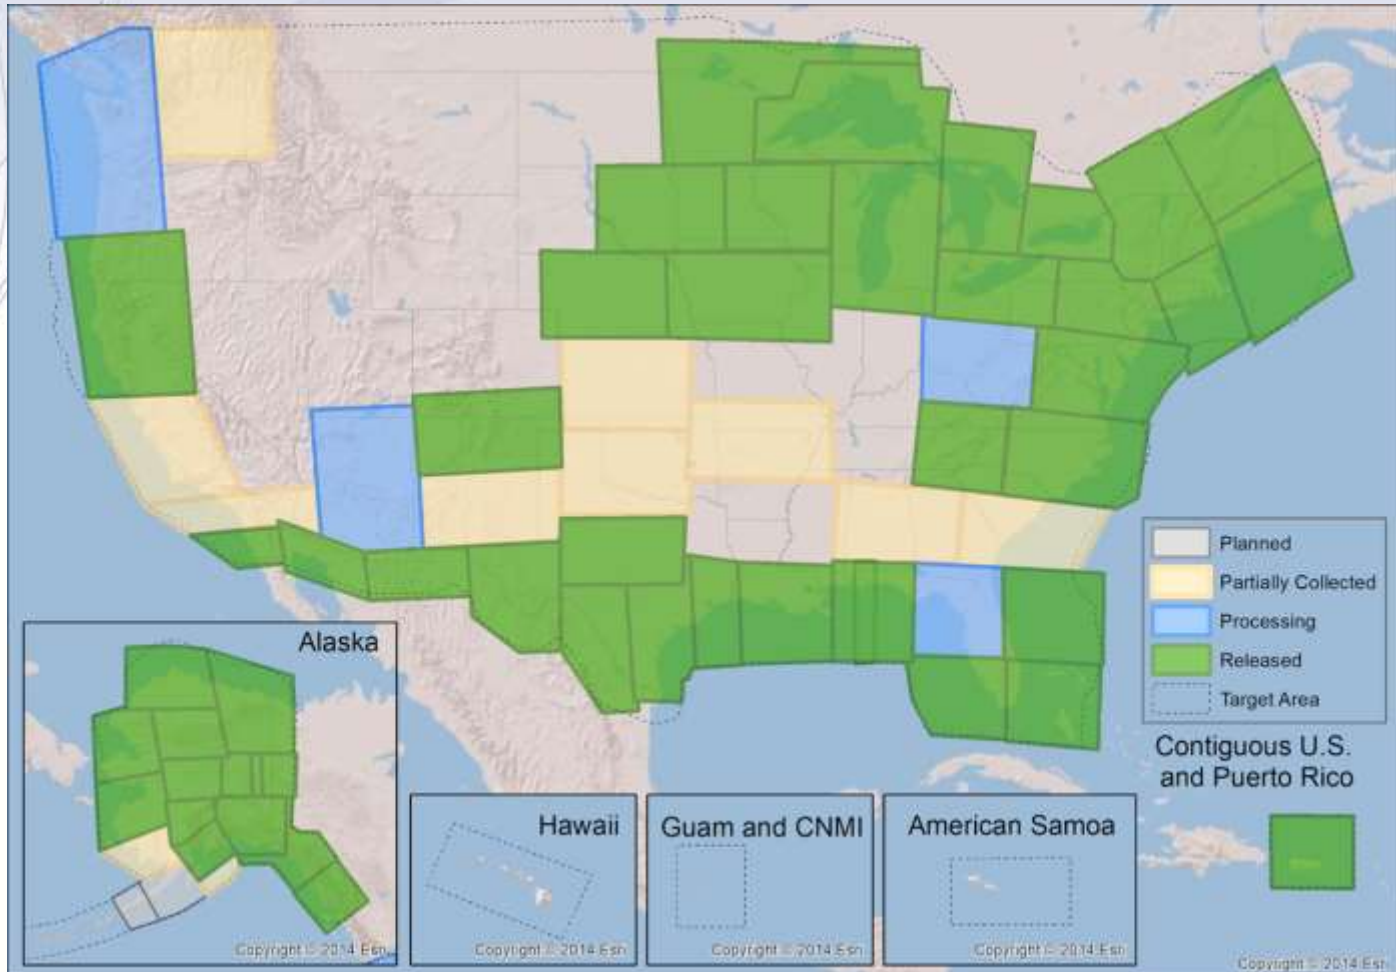 Planned
Partially Collected
Processing
Released
Target Area
Contiguous U.S.
and Puerto Rico
Alaska
Hawaii
Guam and CNMI
American Samoa
Copyright © 2014 Esri
Copyright © 2014 Esri
Copyright © 2014 Esri
Copyright © 2014 Esri
Copyright © 2014 Esri